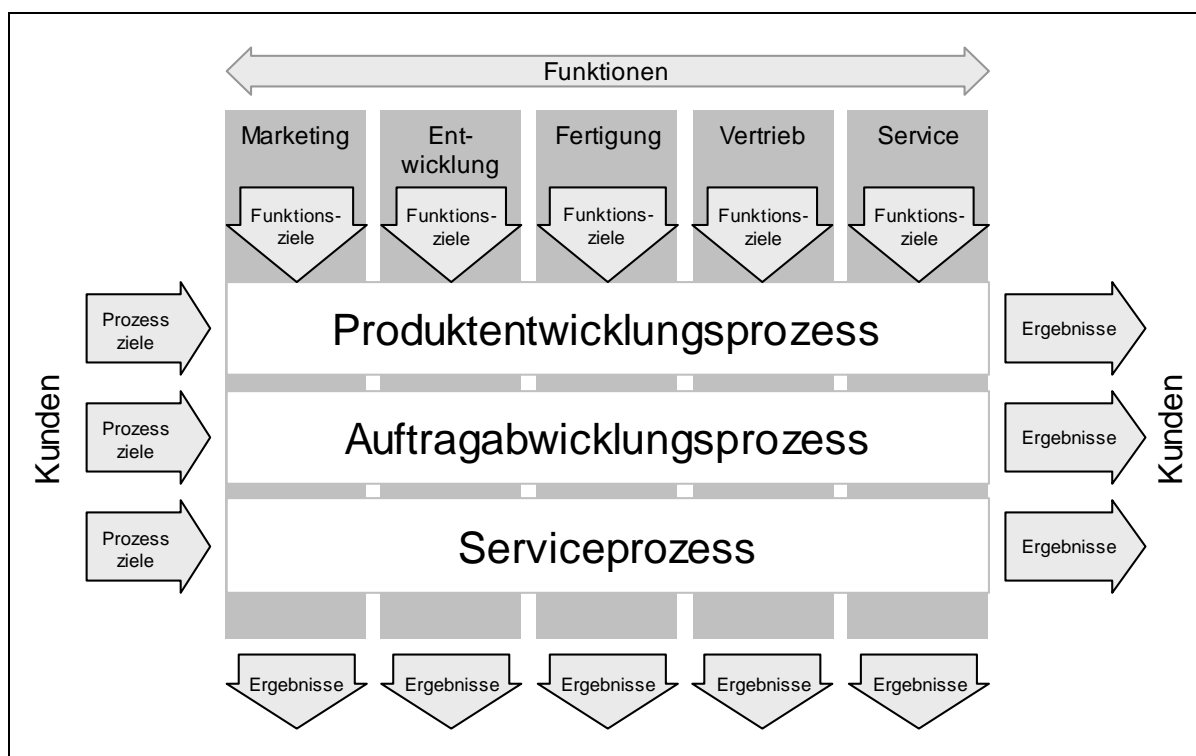 Funktionen
Marketing
Ent-
wicklung
Fertigung
Vertrieb
Service
Funktions-
ziele
Funktions-
ziele
Funktions-
ziele
Funktions-
ziele
Funktions-
ziele
Kunden
Prozess
ziele
Produktentwicklungsprozess
Ergebnisse
Prozess
ziele
Auftragabwicklungsprozess
Ergebnisse
Prozess
ziele
Serviceprozess
Ergebnisse
Kunden
Ergebnisse
Ergebnisse
Ergebnisse
Ergebnisse
Ergebnisse